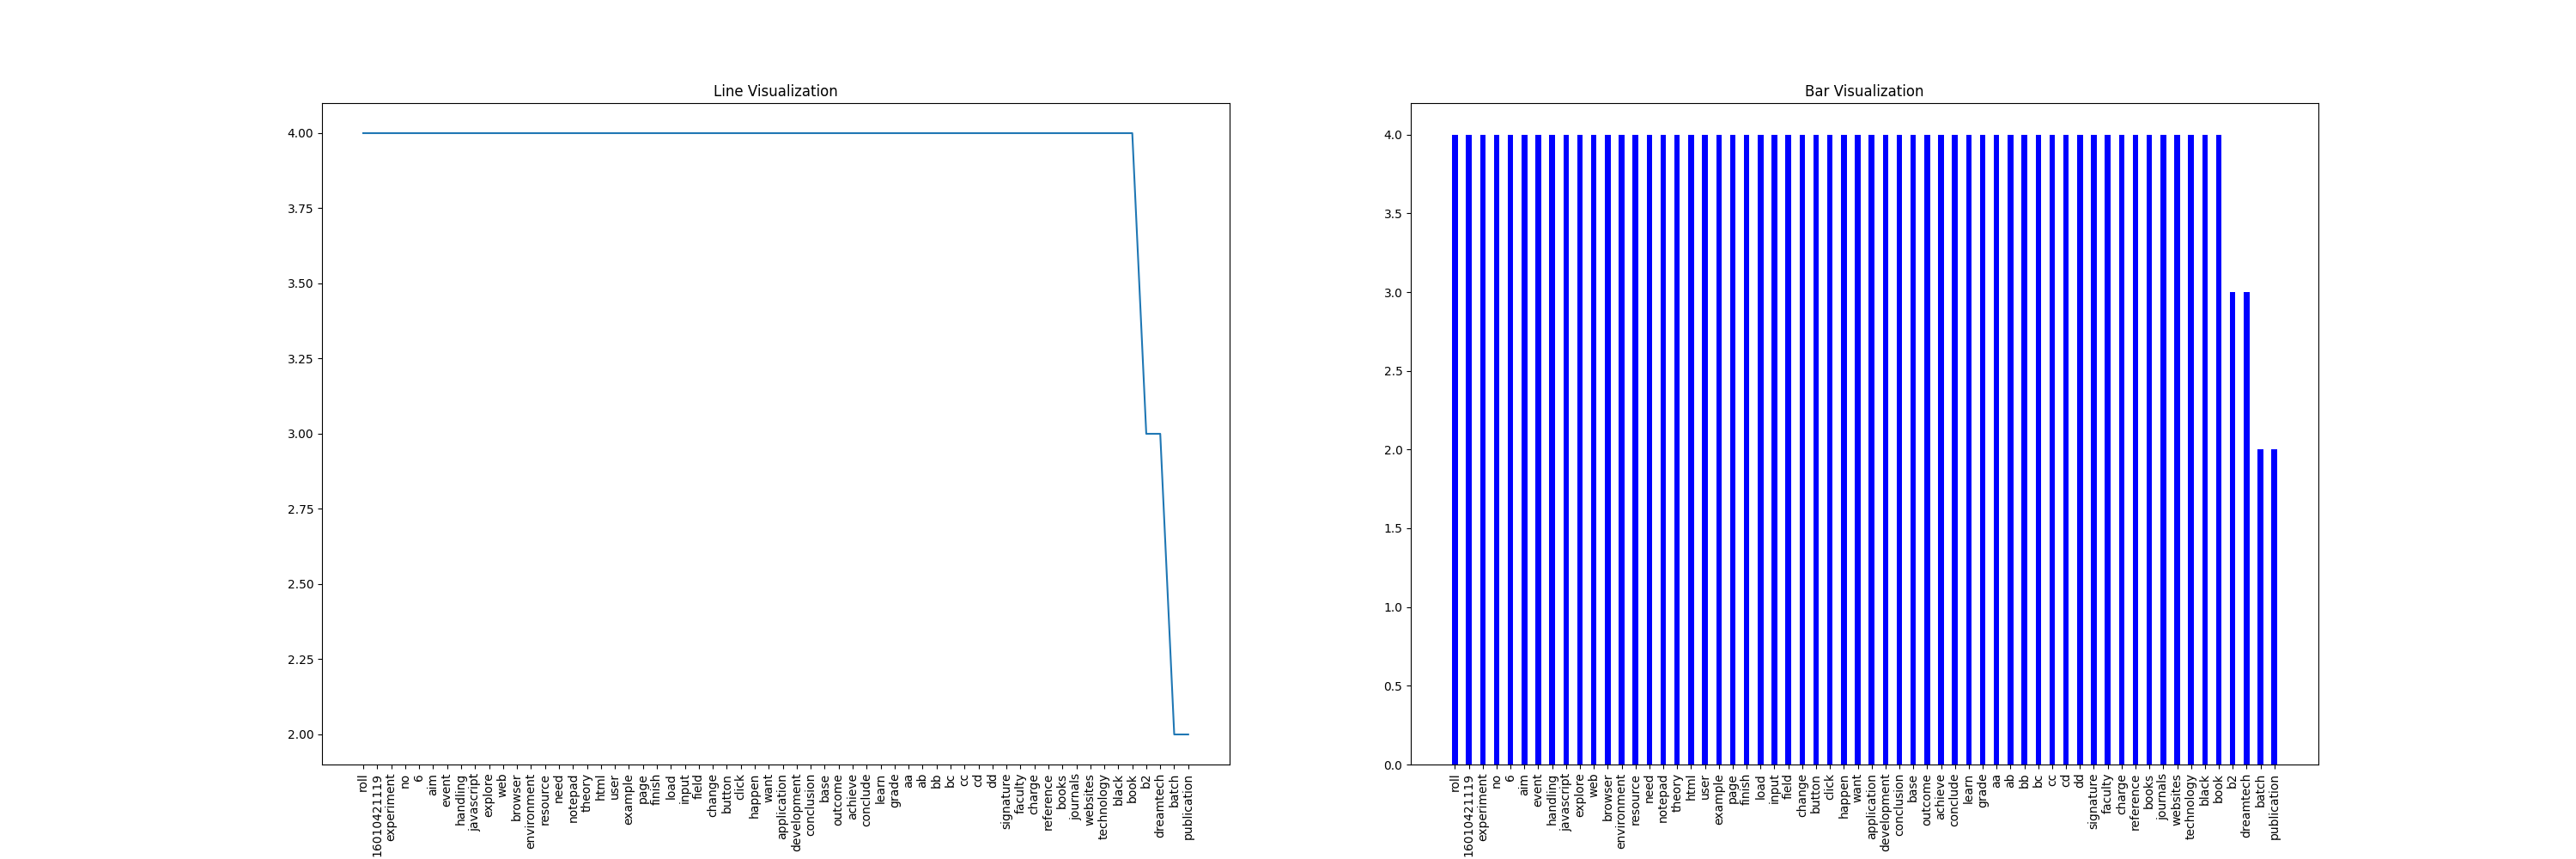 Line Visualization
4.00
3.75
3.50
3.25
3.00
2.75
2.50
2.25
2.00
roll
16010421119
experiment
no
6
aim
event
handling
javascript
explore
web
browser
environment
resource
need
notepad
theory
html
user
example
page
finish
load
input
field
change
button
click
happen
want
application
development
conclusion
base
outcome
achieve
conclude
learn
grade
aa
ab
bb
bc
cc
cd
dd
signature
faculty
charge
reference
books
journals
websites
technology
black
book
b2
dreamtech
batch
publication
Bar Visualization
4.0
3.5
3.0
2.5
2.0
1.5
1.0
0.5
0.0
roll
16010421119
experiment
no
6
aim
event
handling
javascript
explore
web
browser
environment
resource
need
notepad
theory
html
user
example
page
finish
load
input
field
change
button
click
happen
want
application
development
conclusion
base
outcome
achieve
conclude
learn
grade
aa
ab
bb
bc
cc
cd
dd
signature
faculty
charge
reference
books
journals
websites
technology
black
book
b2
dreamtech
batch
publication